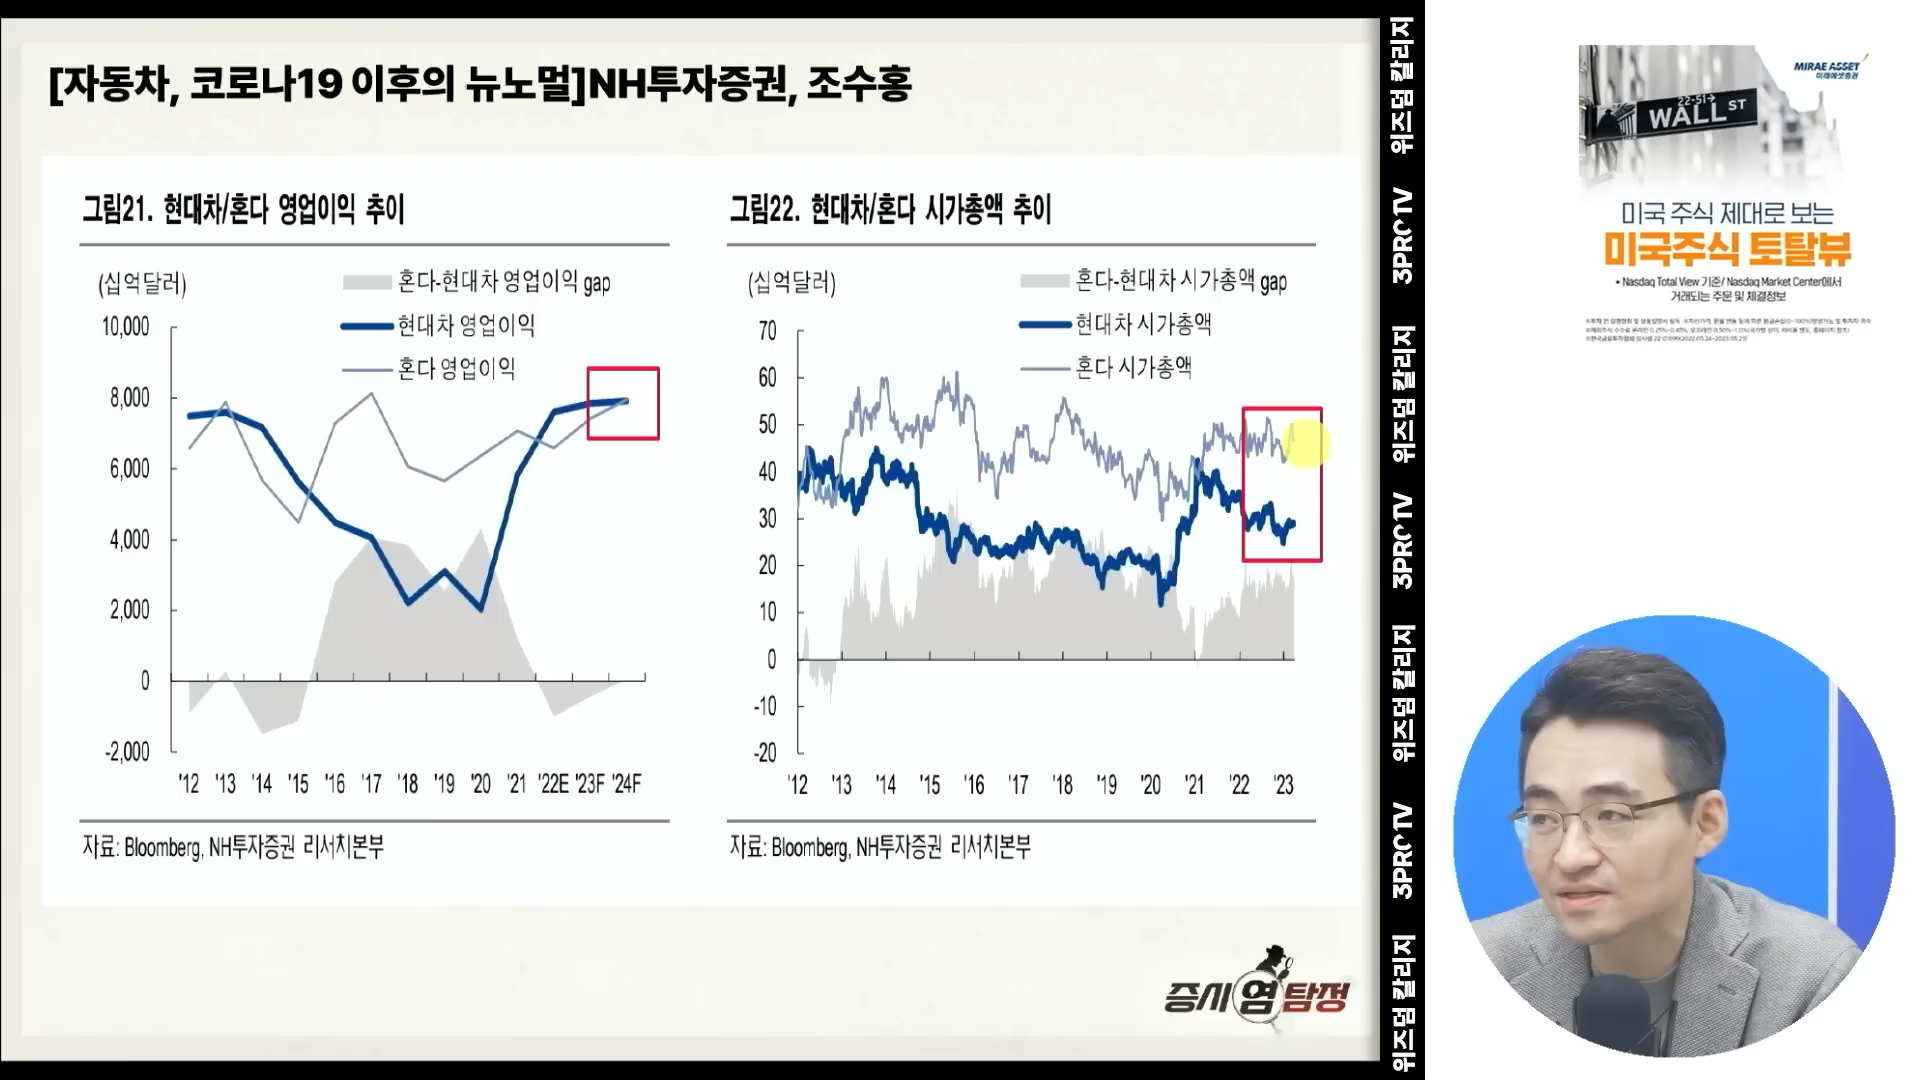 [자동차, 코로나19 이후의 뉴노멀]NH투자증권, 조수홍
그림21. 현대차/혼다 영업이익 추이
(십억달러)
혼다-현대차 영업이익 gap
현대차 영업이익
혼다 영업이익
10,000
8,000
6,000
4,000
2,000
0
-2,000
'12 '13 '14 '15 '16 '17 '18 '19 '20 '21 '22E '23F '24F
자료: Bloomberg, NH투자증권 리서치본부
그림22. 현대차/혼다 시가총액 추이
(십억달러)
혼다-현대차 시가총액 gap
현대차 시가총액
혼다 시가총액
70
60
50
40
30
20
10
0
-10
-20
'12 '13 '14 '15 '16 '17 '18 '19 '20 '21 '22 '23
자료: Bloomberg, NH투자증권 리서치본부
증시 염 탐정
위즈덤 칼리지
3PROTV
위즈덤 칼리지
3PROTV
위즈덤 칼리지
3PROTV
위즈덤 칼리지
MIRAE ASSET
미래에셋증권
22-51→
WALL ST
미국 주식 제대로 보는
미국주식 토탈뷰
• Nasdaq Total View 기준/ Nasdaq Market Center에서
거래되는 주문 및 체결정보